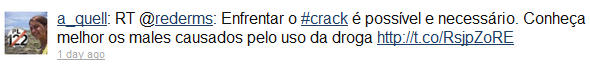 a_quell: RT @rederms: Enfrentar o #crack é possível e necessário. Conheça
melhor os males causados pelo uso da droga http://t.co/RsjpZoRE
1 day ago
122